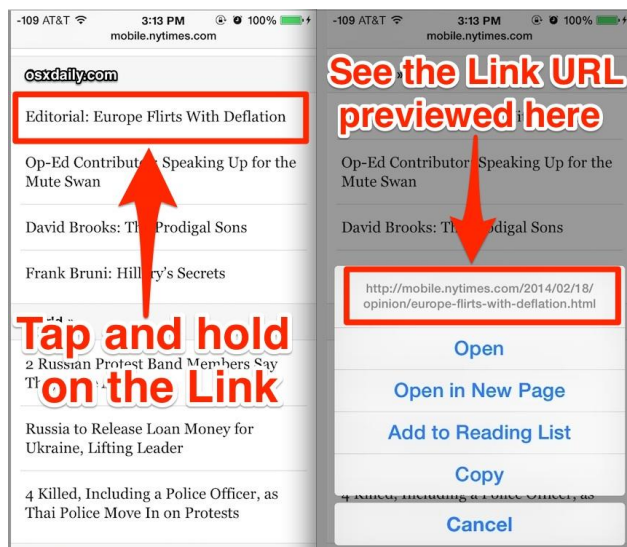 -109 AT&T 3:13 PM 100%
mobile.nytimes.com
osxdaily.com
Editorial: Europe Flirts With Deflation
Op-Ed Contributor: Speaking Up for the
Mute Swan
David Brooks: The Prodigal Sons
Frank Bruni: Hillary's Secrets
Tap and hold
on the Link
2 Russian Protest Band Members Say
Russia to Release Loan Money for
Ukraine, Lifting Leader
4 Killed, Including a Police Officer, as
Thai Police Move In on Protests
-109 AT&T 3:13 PM 100%
mobile.nytimes.com
See the Link URL
previewed here
Op-Ed Contributor: Speaking Up for the
Mute Swan
David Brooks: The Prodigal Sons
http://mobile.nytimes.com/2014/02/18/
opinion/europe-flirts-with-deflation.html
Open
Open in New Page
Add to Reading List
Copy
4 Killed, Including a Police Officer, as
Cancel